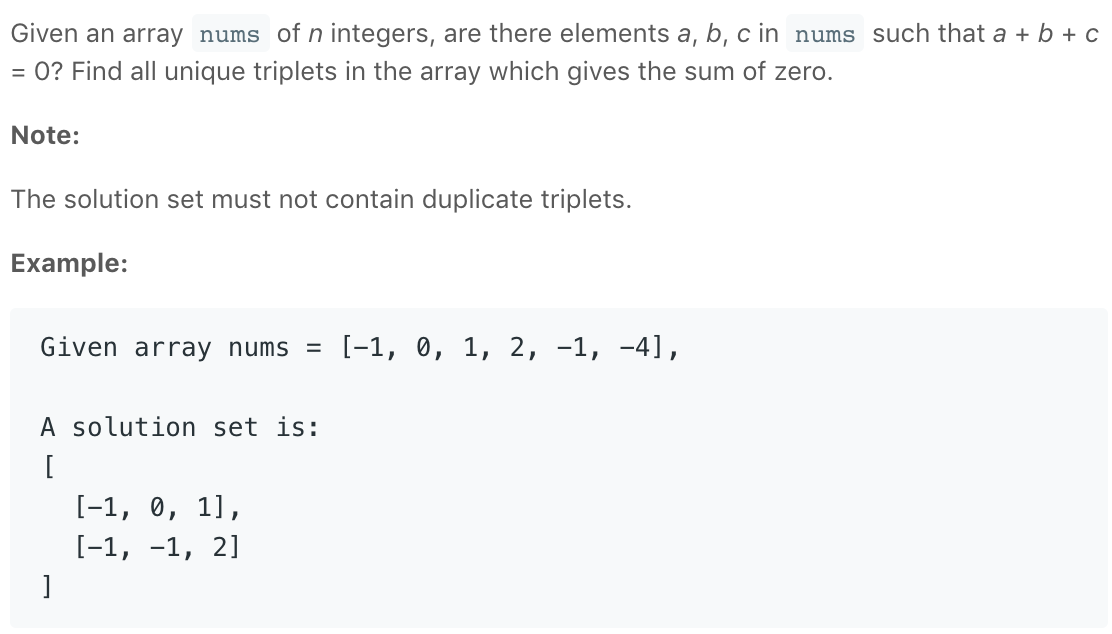 Given an array nums of n integers, are there elements a, b, c in nums such that a + b + c
= 0? Find all unique triplets in the array which gives the sum of zero.
Note:
The solution set must not contain duplicate triplets.
Example:
Given array nums = [-1, 0, 1, 2, -1, -4],
A solution set is:
[
  [-1, 0, 1],
  [-1, -1, 2]
]